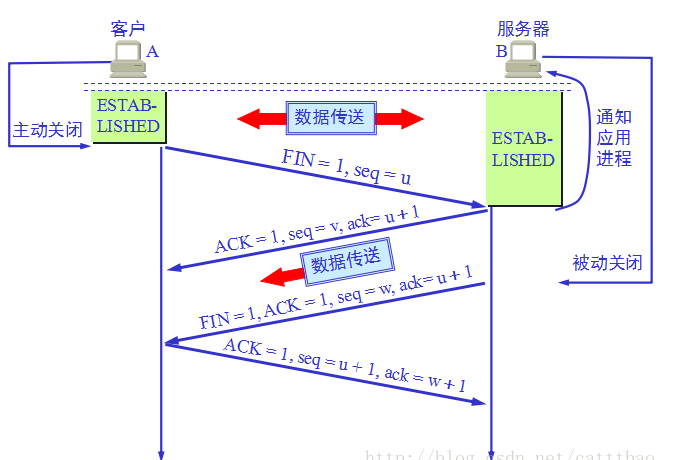 客户
A
服务器
B
ESTAB-
LISHED
数据传送
ESTAB-
LISHED
通知
应用
进程
主动关闭
FIN = 1, seq = u
ACK = 1, seq = v, ack= u + 1
数据传送
被动关闭
FIN = 1, ACK = 1, seq = w, ack= u + 1
ACK = 1, seq = u + 1, ack = w + 1
http://blog.csdn.net/catttbao